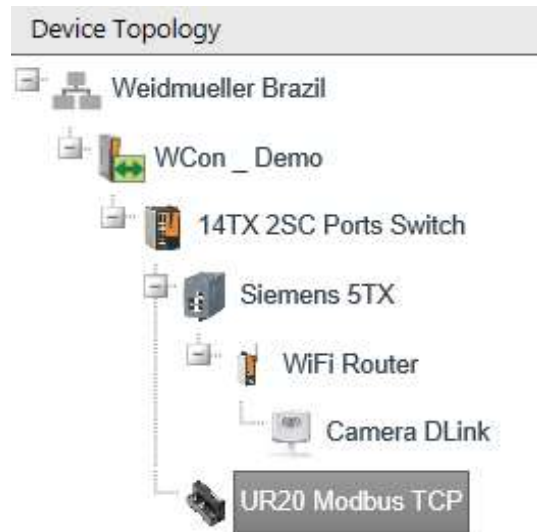 Device Topology
Weidmueller Brazil
WCon _ Demo
14TX 2SC Ports Switch
Siemens 5TX
WiFi Router
Camera DLink
UR20 Modbus TCP